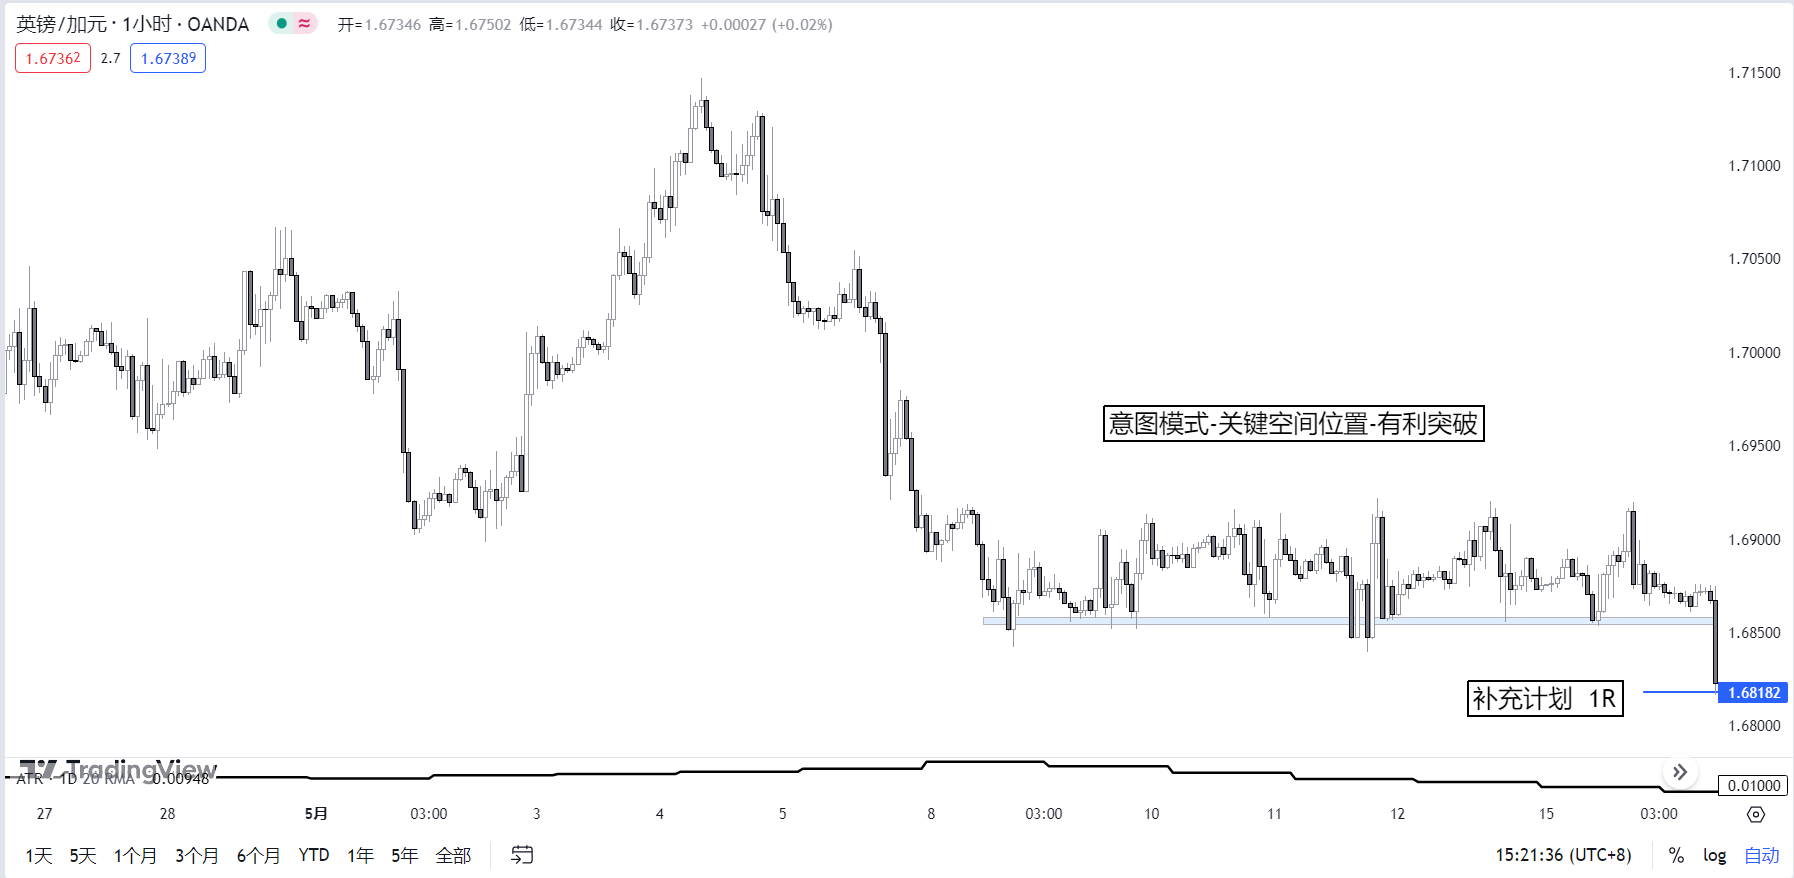 英镑/加元 · 1小时 · OANDA 开=1.67346 高=1.67502 低=1.67344 收=1.67373 +0.00027 (+0.02%)
1.67362 2.7 1.67389
1.71500
1.71000
1.70500
1.70000
意图模式-关键空间位置-有利突破
1.69500
1.69000
1.68500
补充计划 1R
1.68182
1.68000
TradingView
ATR · 1D 20 RMA 0.00948
0.01000
27 28 5月 03:00 3 4 5 8 03:00 10 11 12 15 03:00
1天 5天 1个月 3个月 6个月 YTD 1年 5年 全部 15:21:36 (UTC+8) % log 自动